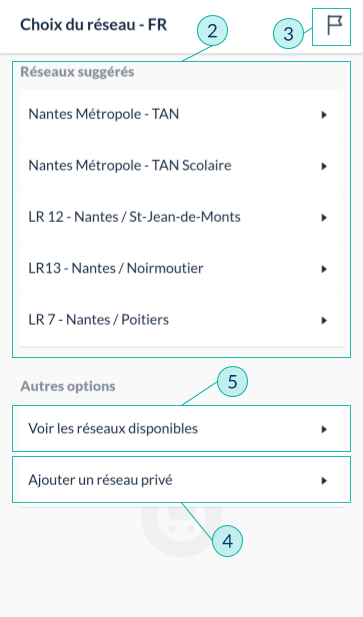 Choix du réseau - FR
3
2
Réseaux suggérés
Nantes Métropole - TAN
Nantes Métropole - TAN Scolaire
LR 12 - Nantes / St-Jean-de-Monts
LR13 - Nantes / Noirmoutier
LR 7 - Nantes / Poitiers
Autres options
5
Voir les réseaux disponibles
Ajouter un réseau privé
4